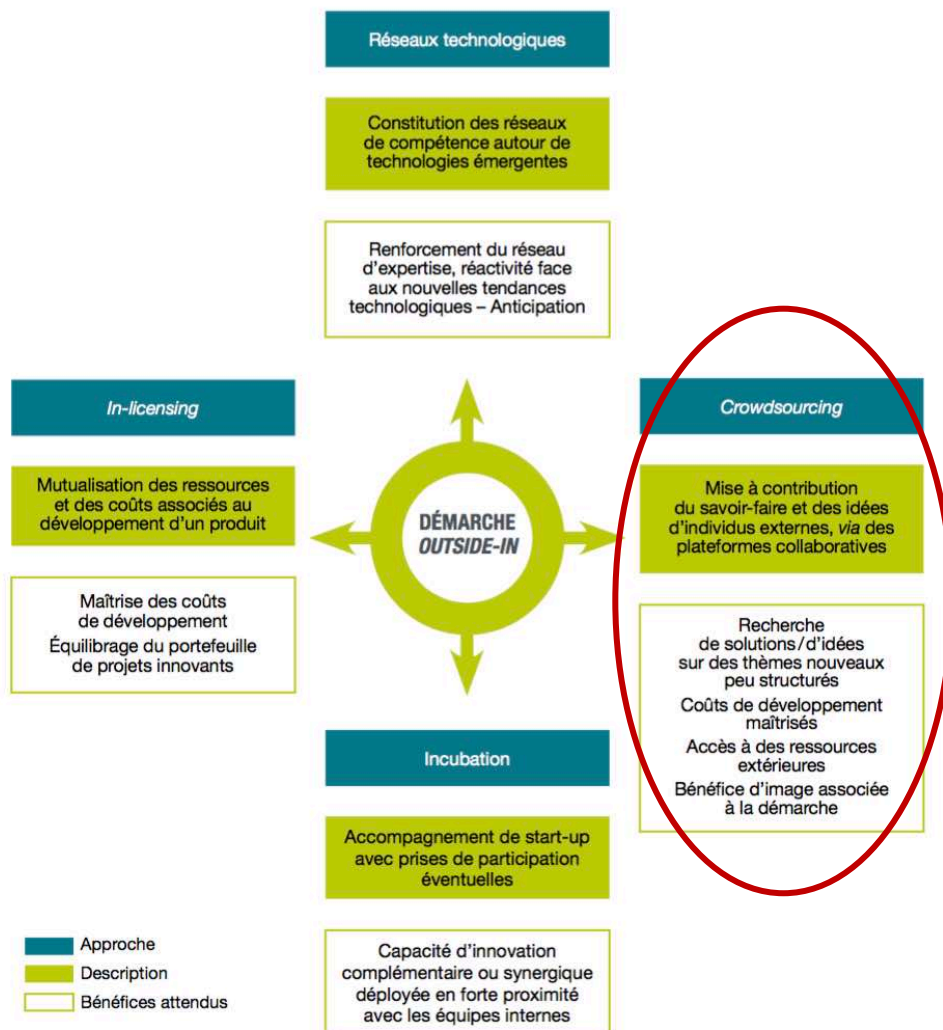 Réseaux technologiques
Constitution des réseaux
de compétence autour de
technologies émergentes
Renforcement du réseau
d'expertise, réactivité face
aux nouvelles tendances
technologiques – Anticipation
In-licensing
Mutualisation des ressources
et des coûts associés au
développement d'un produit
Maîtrise des coûts
de développement
Équilibrage du portefeuille
de projets innovants
DÉMARCHE
OUTSIDE-IN
Crowdsourcing
Mise à contribution
du savoir-faire et des idées
d'individus externes, via des
plateformes collaboratives
Recherche
de solutions/d'idées
sur des thèmes nouveaux
peu structurés
Coûts de développement
maîtrisés
Accès à des ressources
extérieures
Bénéfice d'image associée
à la démarche
Incubation
Accompagnement de start-up
avec prises de participation
éventuelles
Capacité d'innovation
complémentaire ou synergique
déployée en forte proximité
avec les équipes internes
Approche
Description
Bénéfices attendus